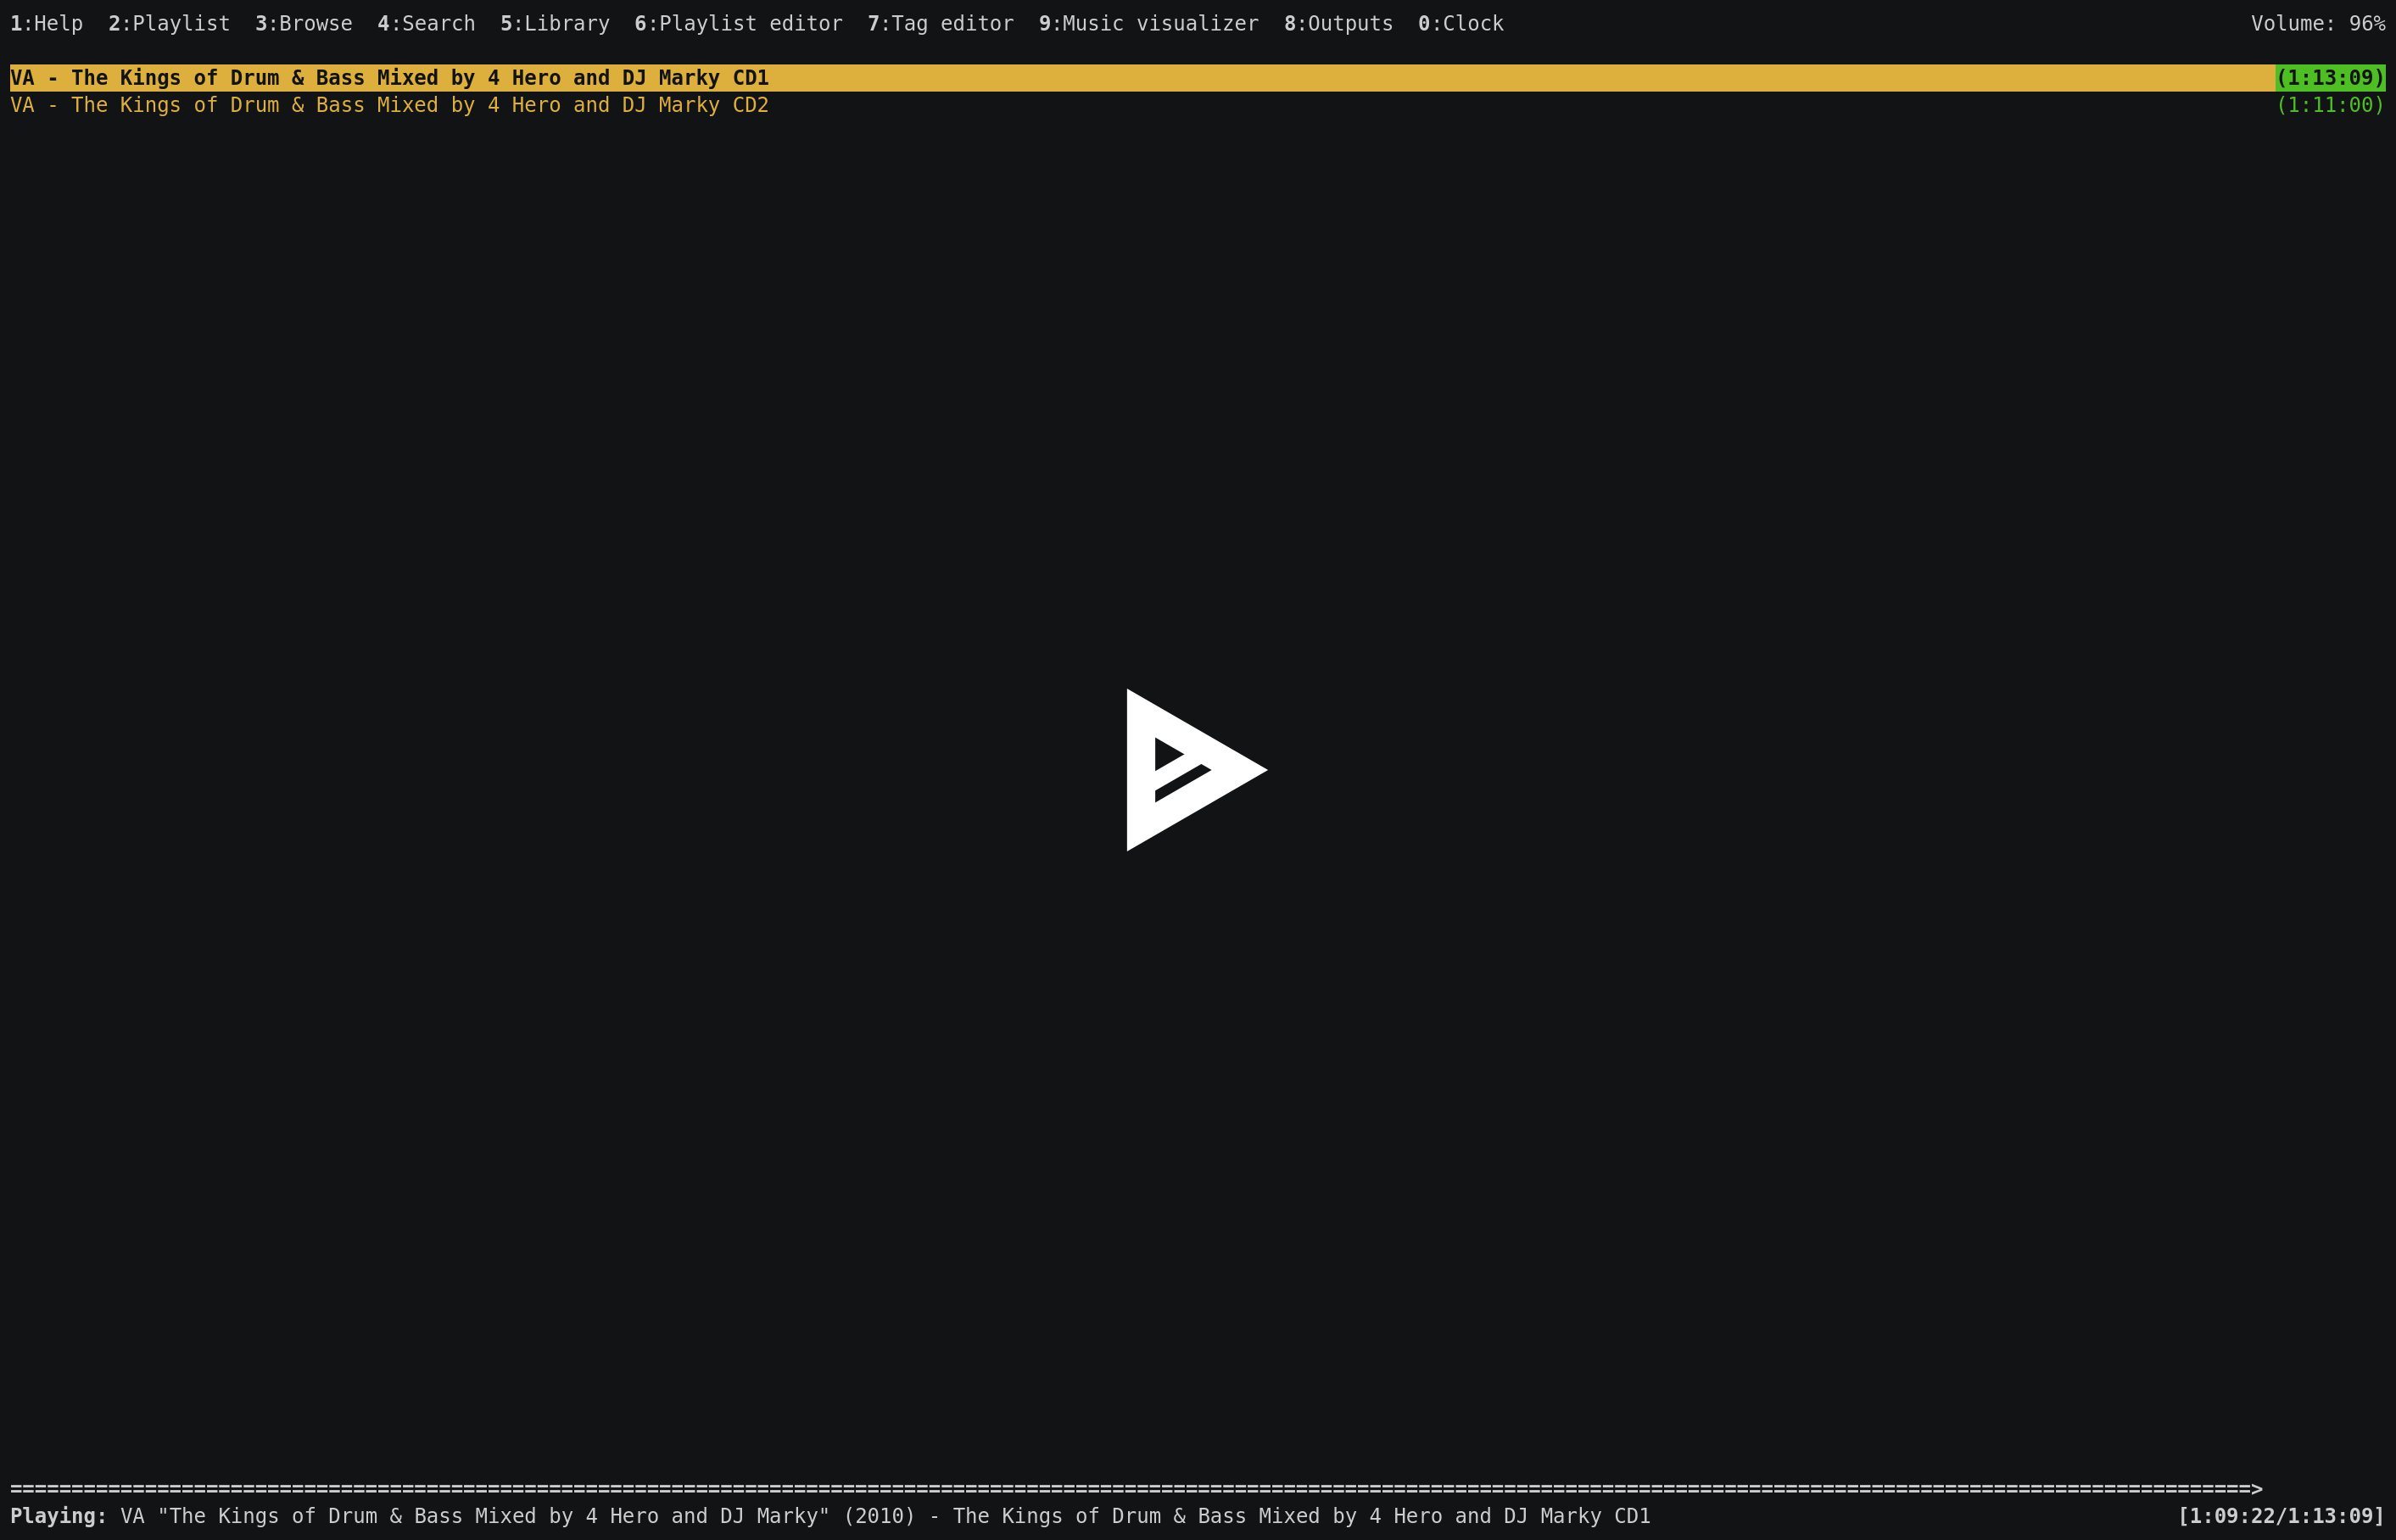 1:Help  2:Playlist  3:Browse  4:Search  5:Library  6:Playlist editor  7:Tag editor  9:Music visualizer  8:Outputs  0:Clock  Volume: 96%
VA - The Kings of Drum & Bass Mixed by 4 Hero and DJ Marky CD1 (1:13:09)
VA - The Kings of Drum & Bass Mixed by 4 Hero and DJ Marky CD2 (1:11:00)
Playing: VA "The Kings of Drum & Bass Mixed by 4 Hero and DJ Marky" (2010) - The Kings of Drum & Bass Mixed by 4 Hero and DJ Marky CD1 [1:09:22/1:13:09]